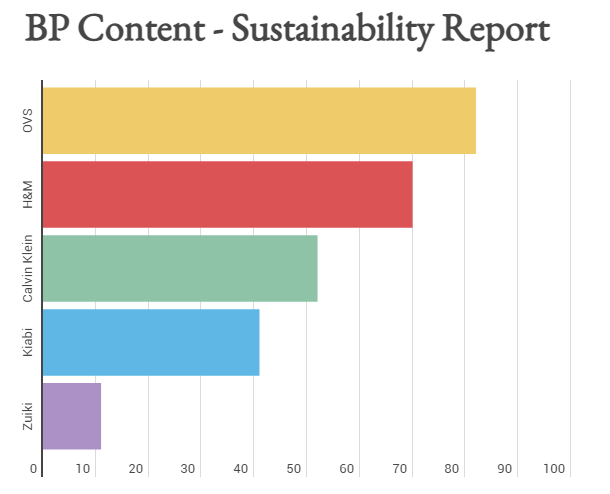 BP Content - Sustainability Report
OVS
H&M
Calvin Klein
Kiabi
Zuiki
0 10 20 30 40 50 60 70 80 90 100